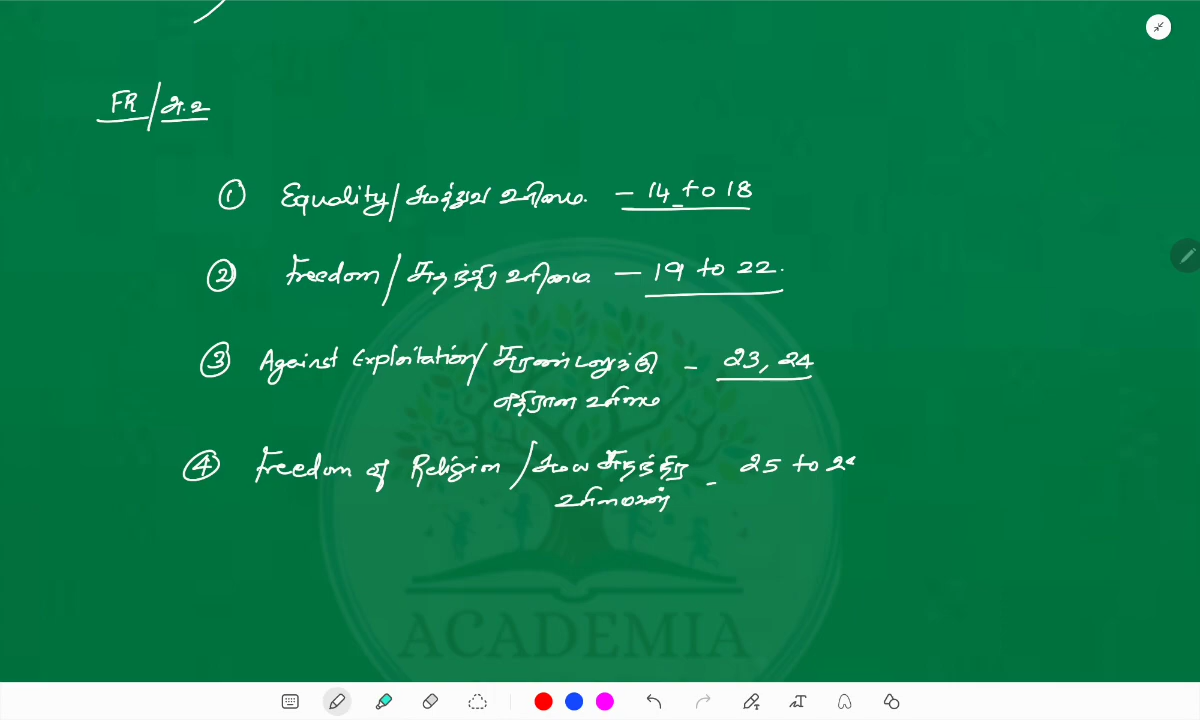 FR / அ.உ
① Equality / சமத்துவ உரிமை. – 14 to 18
② Freedom / சுதந்திர உரிமை. – 19 to 22.
③ Against Exploitation / சுரண்டலுக்கு – 23, 24
எதிரான உரிமை
④ Freedom of Religion / சமய சுதந்திர – 25 to 2
உரிமைகள்
ACADEMIA